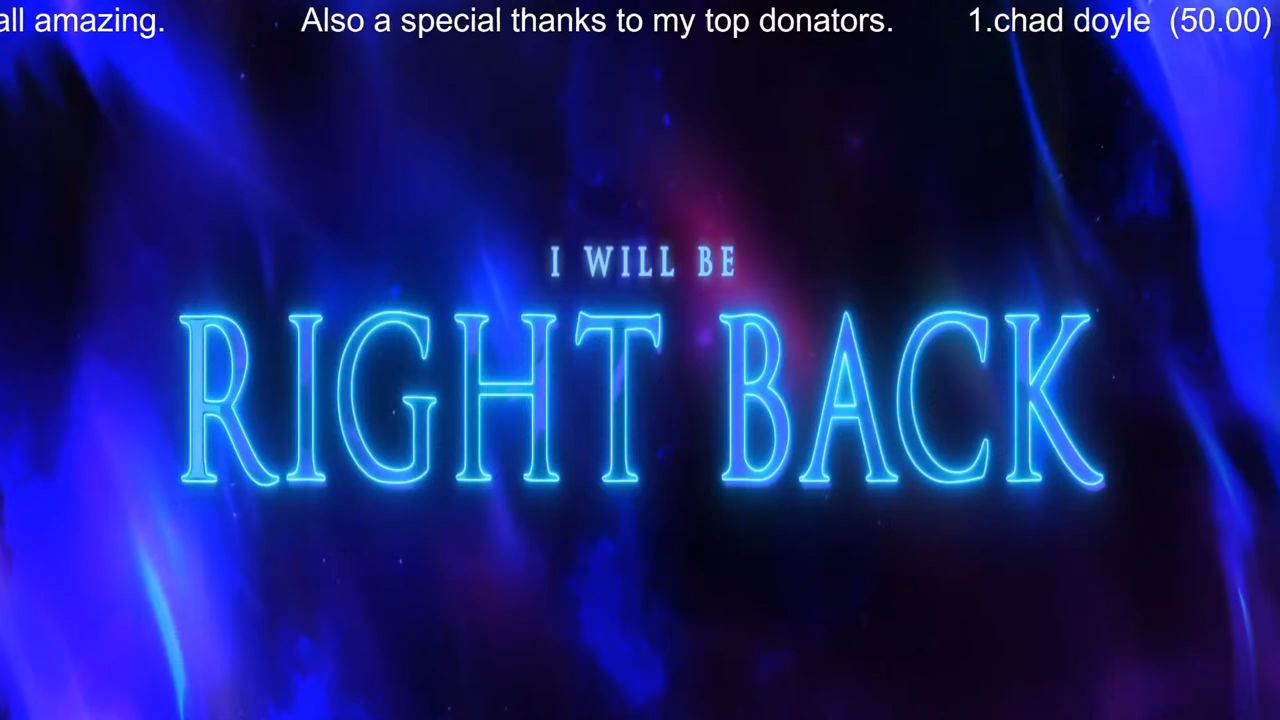 all amazing. Also a special thanks to my top donators. 1.chad doyle (50.00)
I WILL BE
RIGHT BACK